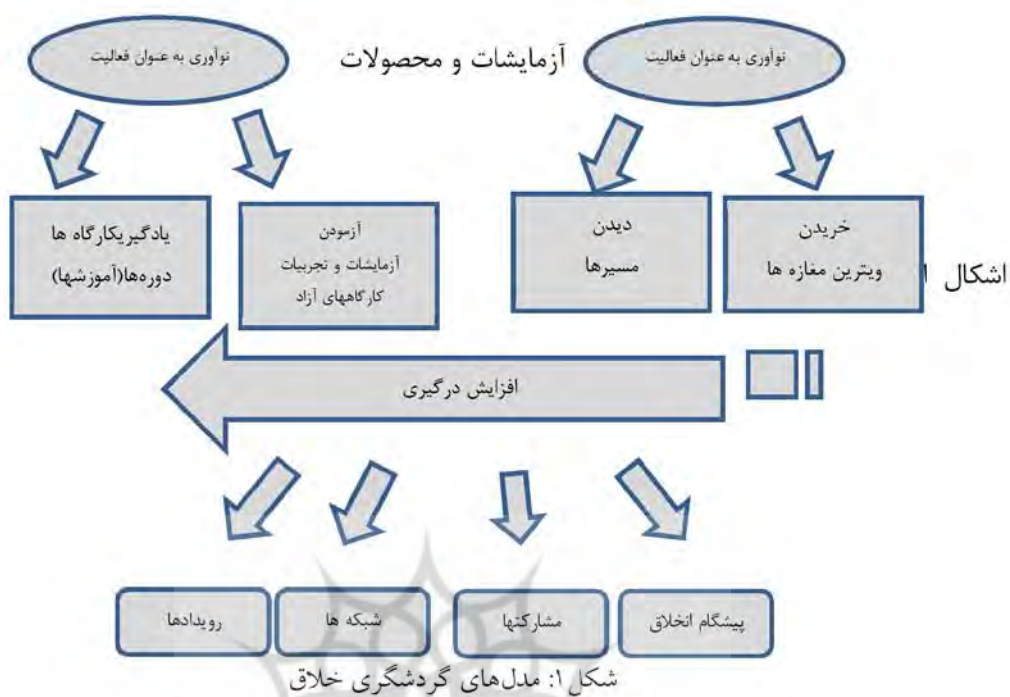 نوآوری به عنوان فعالیت
آزمایشات و محصولات
نوآوری به عنوان فعالیت
خریدن
ویترین مغازه ها
دیدن
مسیرها
آزمودن
آزمایشات و تجربیات
کارگاههای آزاد
یادگیریکارگاه ها
دوره‌ها(آموزشها)
اشکال ا
افزایش درگیری
پیشگام انخلاق
مشارکتها
شبکه ها
رویدادها
شکل ۱: مدل‌های گردشگری خلاق